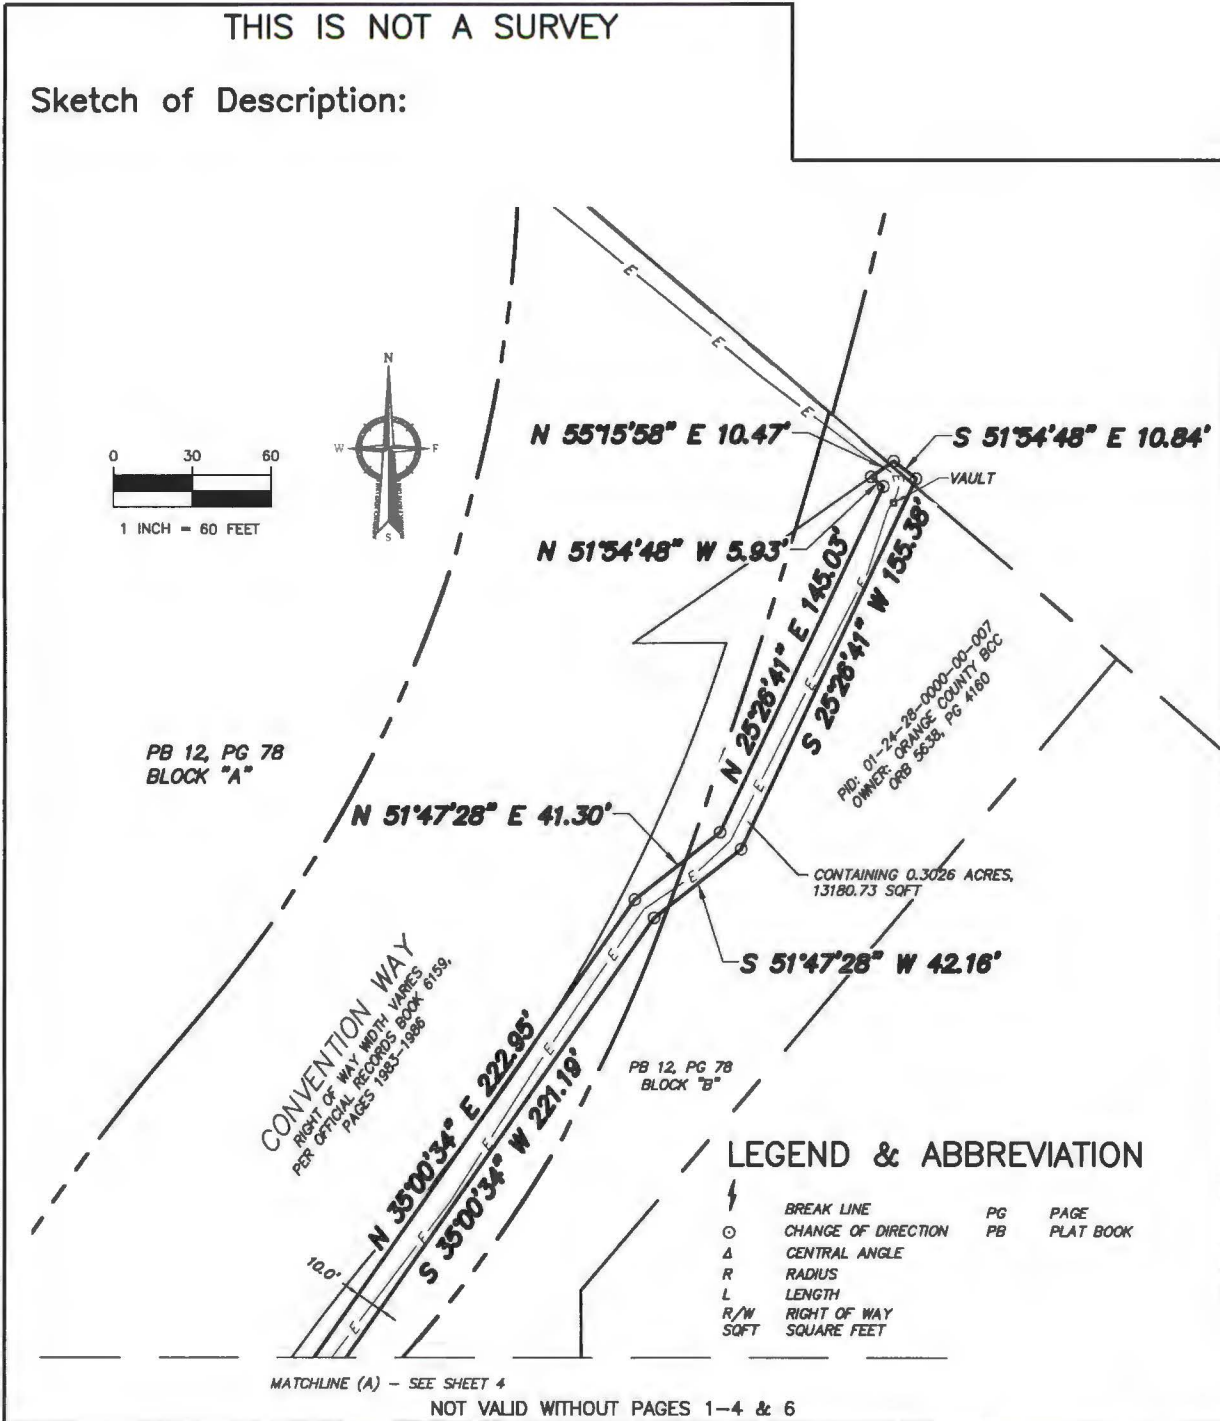 THIS IS NOT A SURVEY
Sketch of Description:
N
W
S
0 30 60
1 INCH = 60 FEET
N 55°15'58" E 10.47'
S 51°54'48" E 10.84'
VAULT
N 51°54'48" W 5.93'
N 25°26'41" E 145.03'
S 25°26'41" W 155.38'
PID: 01-24-28-0000-00-007
OWNER: ORANGE COUNTY BCC
ORB 5638, PG 4160
PB 12, PG 78
BLOCK "A"
N 51°47'28" E 41.30'
CONTAINING 0.3026 ACRES,
13180.73 SQFT
S 51°47'28" W 42.16'
CONVENTION WAY
RIGHT OF WAY WIDTH VARIES
PER OFFICIAL RECORDS BOOK 6159,
PAGES 1983-1986
N 35°00'34" E 222.95'
S 35°00'34" W 221.19'
10.0'
E
E
E
E
E
E
E
E
E
E
E
E
E
PB 12, PG 78
BLOCK "B"
LEGEND & ABBREVIATION
BREAK LINE
CHANGE OF DIRECTION
Δ CENTRAL ANGLE
R RADIUS
L LENGTH
R/W RIGHT OF WAY
SQFT SQUARE FEET
PG PAGE
PB PLAT BOOK
MATCHLINE (A) - SEE SHEET 4
NOT VALID WITHOUT PAGES 1-4 & 6